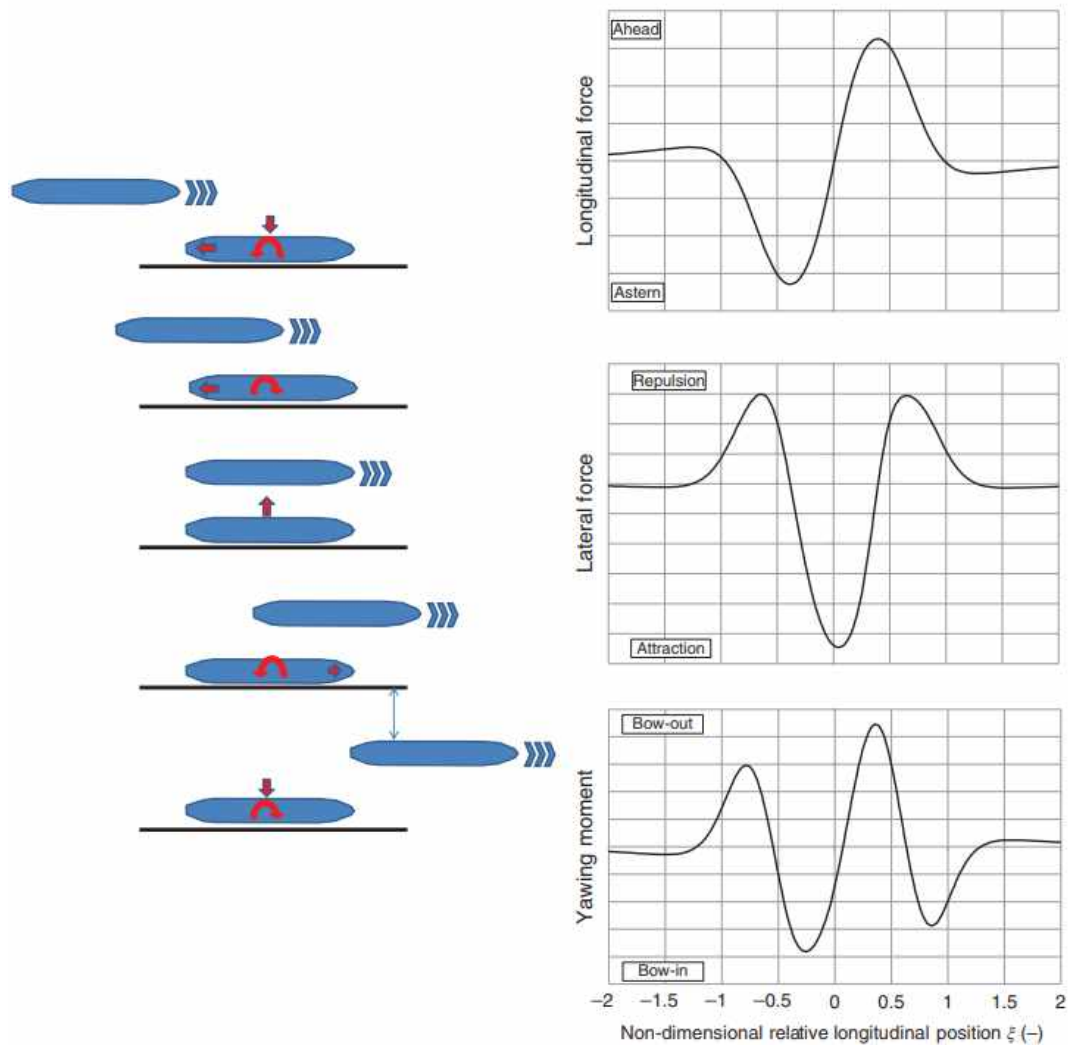 Ahead
Longitudinal force
Astern
Repulsion
Lateral force
Attraction
Bow-out
Yawing moment
Bow-in
−2 −1.5 −1 −0.5 0 0.5 1 1.5 2
Non-dimensional relative longitudinal position ξ (–)